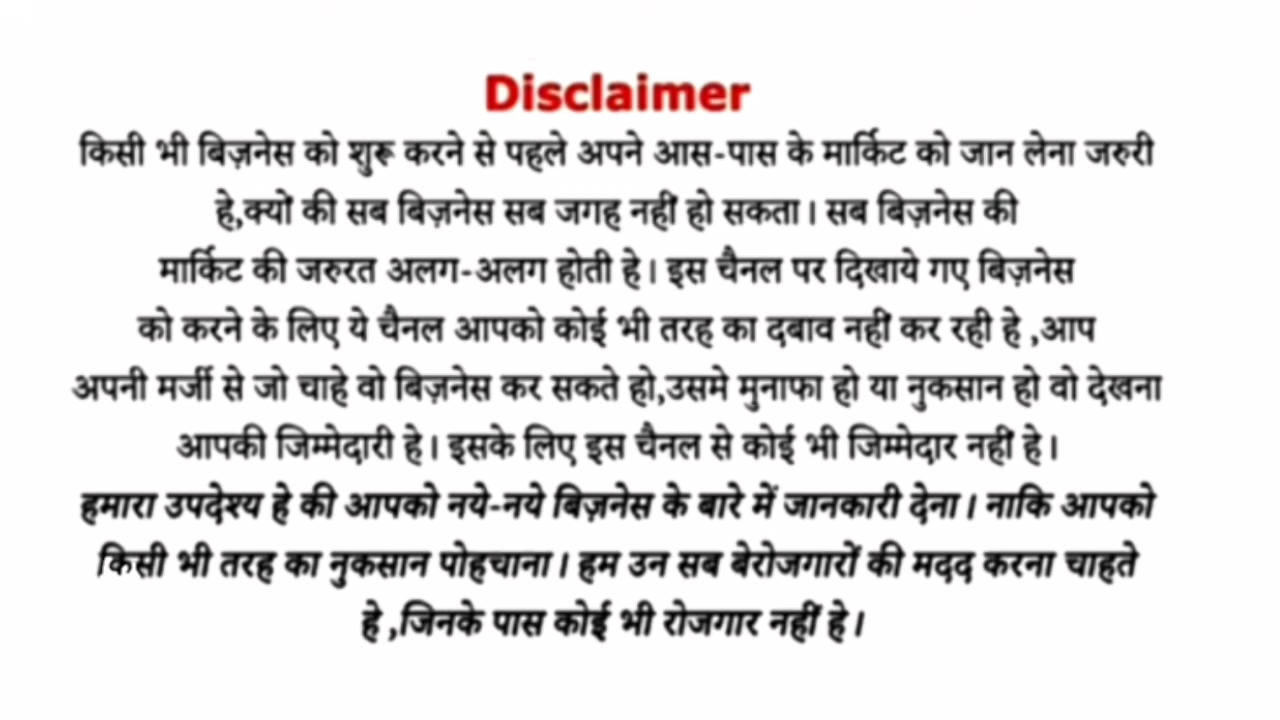 Disclaimer
किसी भी बिज़नेस को शुरू करने से पहले अपने आस-पास के मार्किट को जान लेना जरुरी
हे,क्यों की सब बिज़नेस सब जगह नहीं हो सकता। सब बिज़नेस की
मार्किट की जरुरत अलग-अलग होती हे। इस चैनल पर दिखाये गए बिज़नेस
को करने के लिए ये चैनल आपको कोई भी तरह का दबाव नहीं कर रही हे ,आप
अपनी मर्जी से जो चाहे वो बिज़नेस कर सकते हो,उसमे मुनाफा हो या नुकसान हो वो देखना
आपकी जिम्मेदारी हे। इसके लिए इस चैनल से कोई भी जिम्मेदार नहीं हे।
हमारा उपदेश्य हे की आपको नये-नये बिज़नेस के बारे में जानकारी देना। नाकि आपको
किसी भी तरह का नुकसान पोहचाना। हम उन सब बेरोजगारों की मदद करना चाहते
हे ,जिनके पास कोई भी रोजगार नहीं हे।